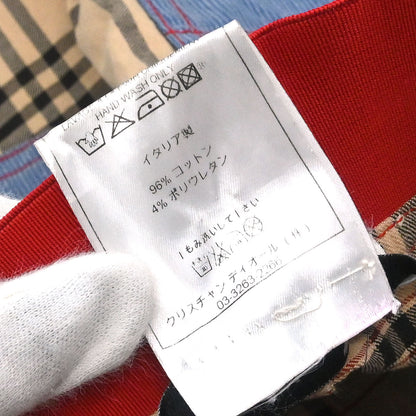 HAND WASH ONLY
イタリア製
96% コットン
4% ポリウレタン
！もみ洗いして下さい
クリスチャンディオール(株)
03-3263-2266